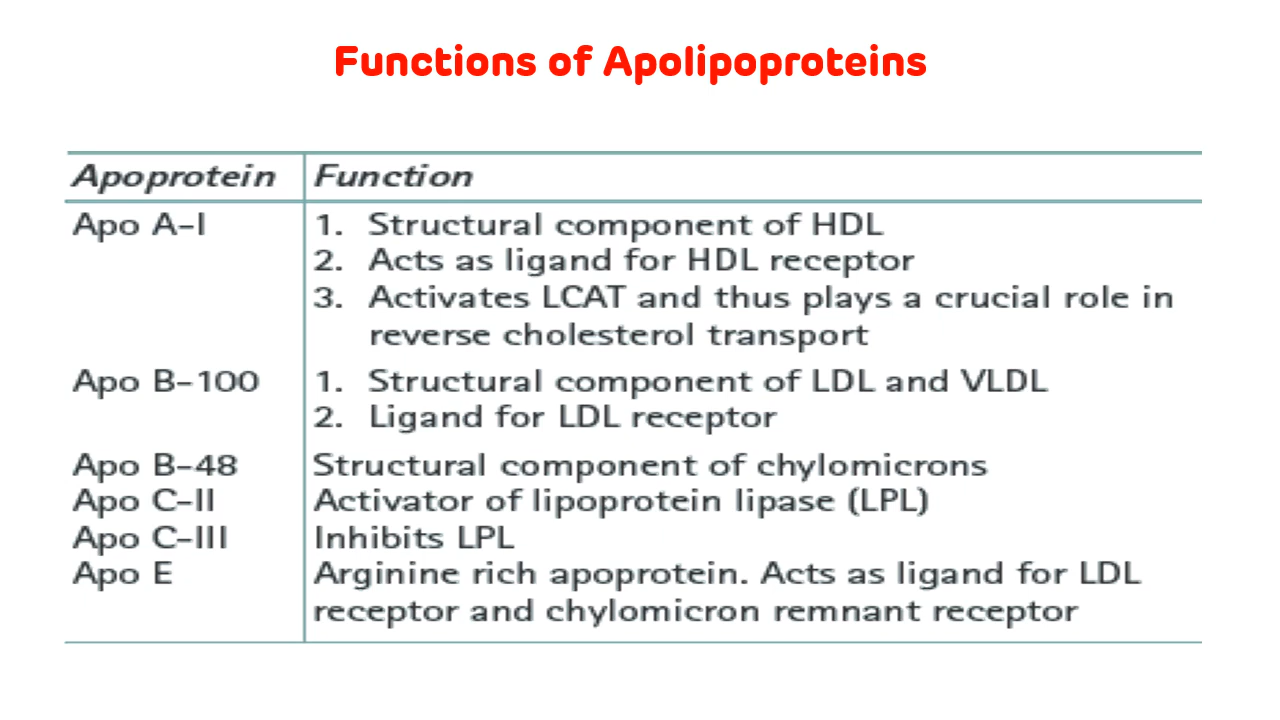 Functions of Apolipoproteins
Apoprotein Function
Apo A-I 1. Structural component of HDL
2. Acts as ligand for HDL receptor
3. Activates LCAT and thus plays a crucial role in
reverse cholesterol transport
Apo B-100 1. Structural component of LDL and VLDL
2. Ligand for LDL receptor
Apo B-48 Structural component of chylomicrons
Apo C-II Activator of lipoprotein lipase (LPL)
Apo C-III Inhibits LPL
Apo E Arginine rich apoprotein. Acts as ligand for LDL
receptor and chylomicron remnant receptor